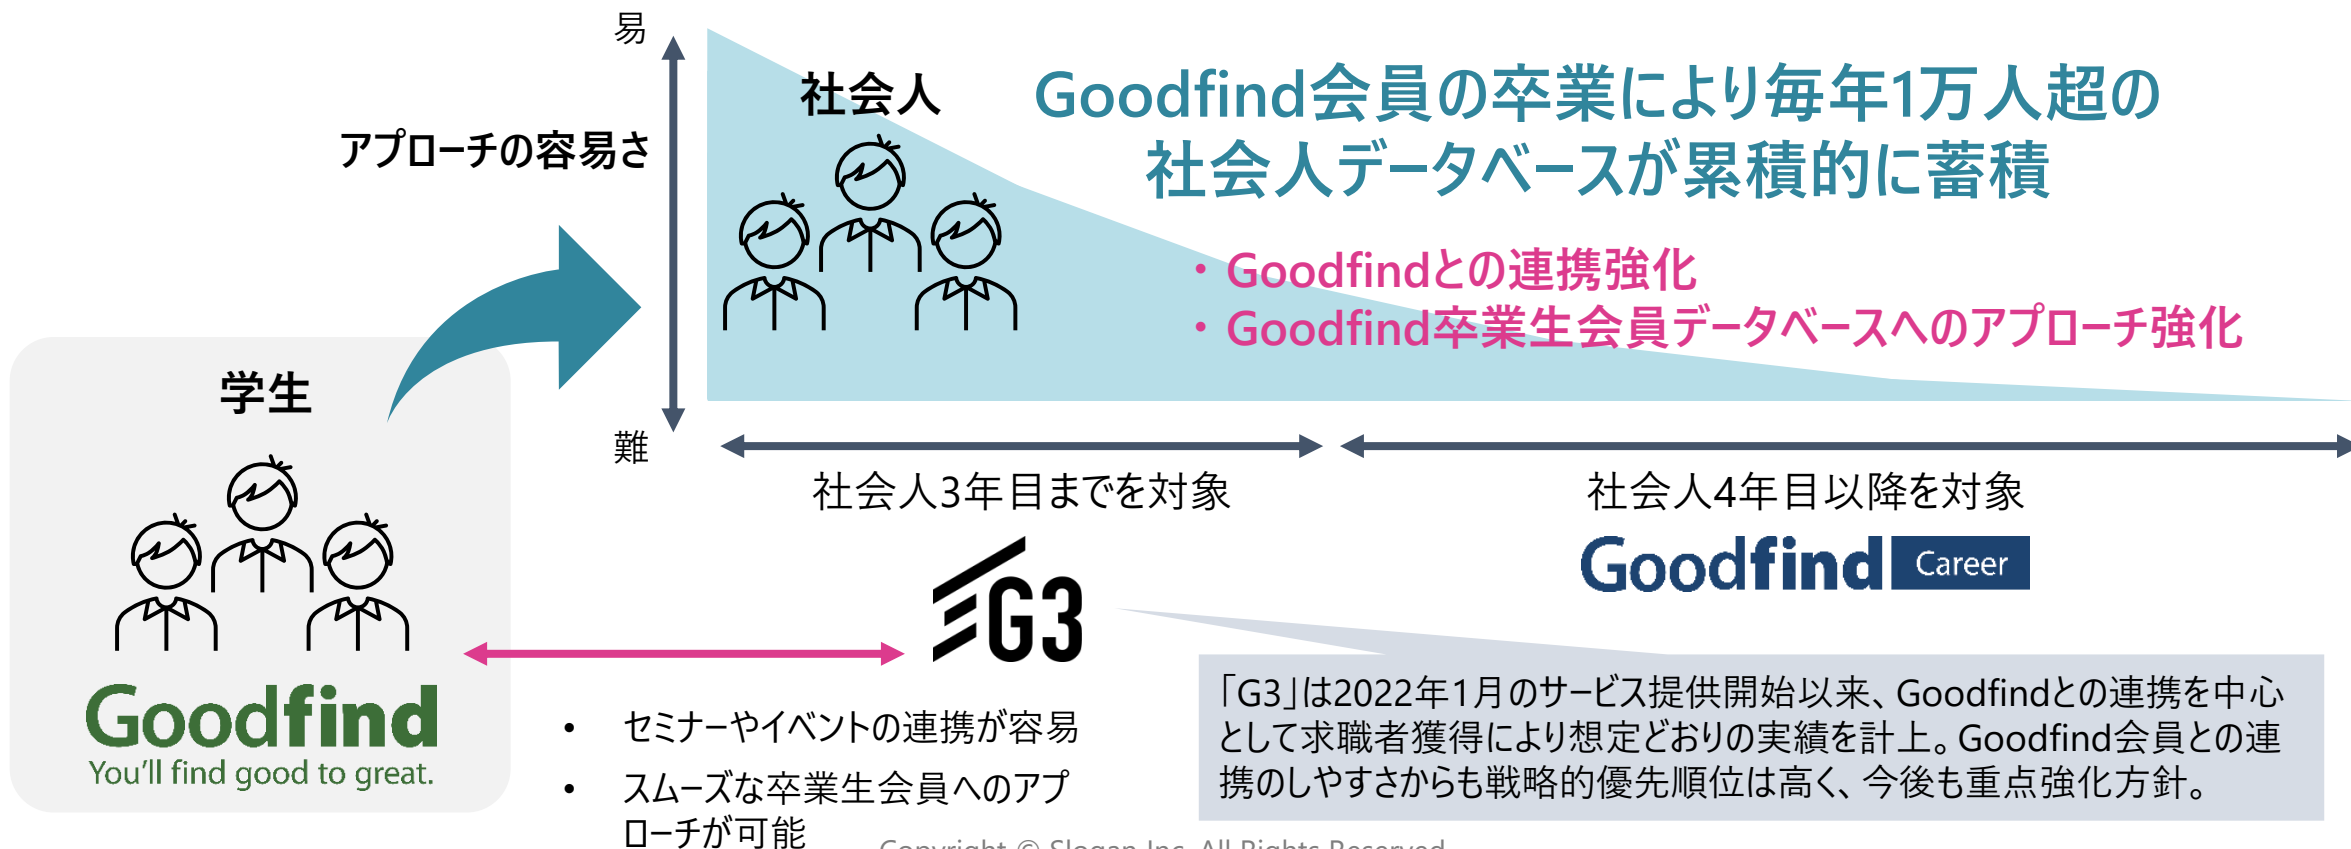 易
アプローチの容易さ
難
社会人
Goodfind会員の卒業により毎年1万人超の
社会人データベースが累積的に蓄積
・Goodfindとの連携強化
・Goodfind卒業生会員データベースへのアプローチ強化
学生
Goodfind
You'll find good to great.
社会人3年目までを対象
G3
社会人4年目以降を対象
Goodfind Career
• セミナーやイベントの連携が容易
• スムーズな卒業生会員へのアプ
ローチが可能
「G3」は2022年1月のサービス提供開始以来、Goodfindとの連携を中心
として求職者獲得により想定どおりの実績を計上。Goodfind会員との連
携のしやすさからも戦略的優先順位は高く、今後も重点強化方針。
Copyright © Slogan Inc. All Rights Reserved